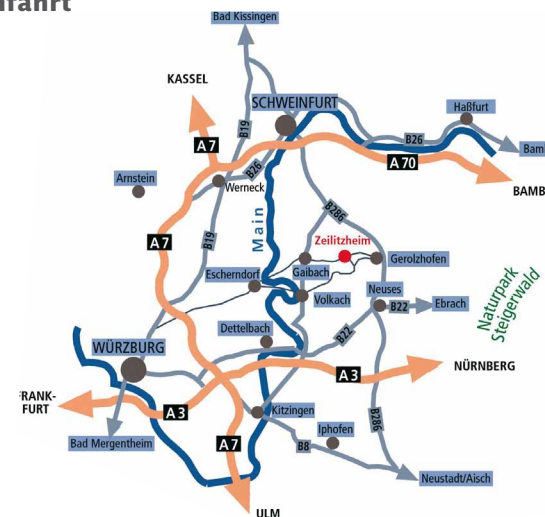 nfahrt
Bad Kissingen
KASSEL
SCHWEINFURT
Haßfurt
B19
A 7
B26
B26
Bam
A 70
Arnstein
Werneck
BAMB
B286
Main
A 7
B19
Zeilitzheim
Gaibach
Gerolzhofen
Escherndorf
Volkach
Neuses
B22
Ebrach
Naturpark
Steigerwald
Dettelbach
B22
WÜRZBURG
NÜRNBERG
A 3
FRANK-
FURT
A 3
Kitzingen
B286
Iphofen
Bad Mergentheim
A 7
B8
Neustadt/Aisch
ULM